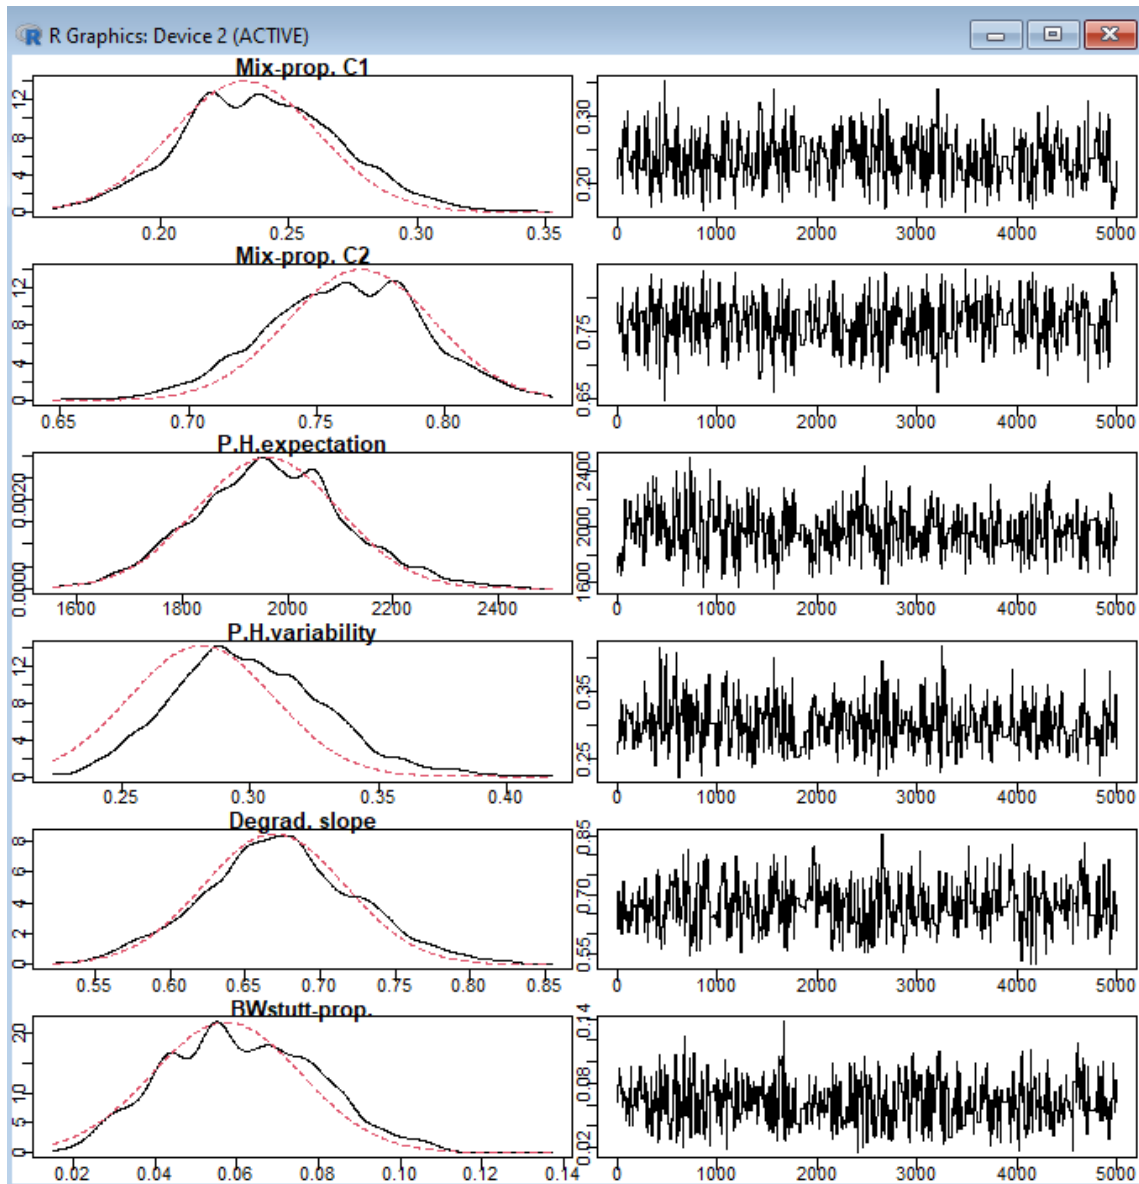 R Graphics: Device 2 (ACTIVE)
Mix-prop. C1
0 4 8 12
0.20 0.25 0.30 0.35
0.20 0.30
0 1000 2000 3000 4000 5000
Mix-prop. C2
0 4 8 12
0.65 0.70 0.75 0.80
0.65 0.75
0 1000 2000 3000 4000 5000
P.H.expectation
0.0000 0.0020
1600 1800 2000 2200 2400
1600 2000 2400
0 1000 2000 3000 4000 5000
P.H.variability
0 4 8 12
0.25 0.30 0.35 0.40
0.25 0.35
0 1000 2000 3000 4000 5000
Degrad. slope
0 2 4 6 8
0.55 0.60 0.65 0.70 0.75 0.80 0.85
0.55 0.70 0.85
0 1000 2000 3000 4000 5000
BWstutt-prop.
0 5 10 20
0.02 0.04 0.06 0.08 0.10 0.12 0.14
0.02 0.08 0.14
0 1000 2000 3000 4000 5000